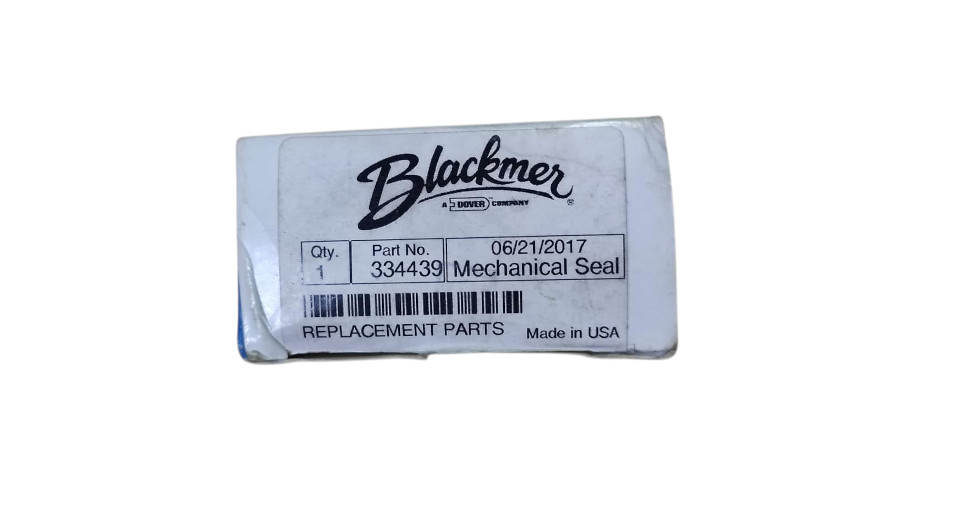 Blackmer
A DOVER COMPANY ®
Qty. Part No. 06/21/2017
1 334439 Mechanical Seal
REPLACEMENT PARTS Made in USA